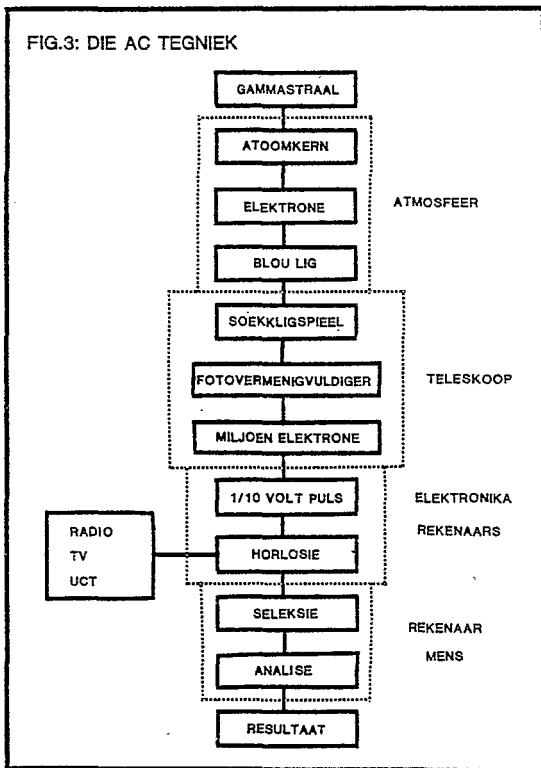 FIG.3: DIE AC TEGNIEK
GAMMASTRAAL
ATOOMKERN
ELEKTRONE
ATMOSFEER
BLOU LIG
SOEKKLIGSPIEEL
FOTOVERMENIGVULDIGER
TELESKOOP
MILJOEN ELEKTRONE
1/10 VOLT PULS
ELEKTRONIKA
REKENAARS
RADIO
TV
UCT
HORLOSIE
SELEKSIE
REKENAAR
MENS
ANALISE
RESULTAAT